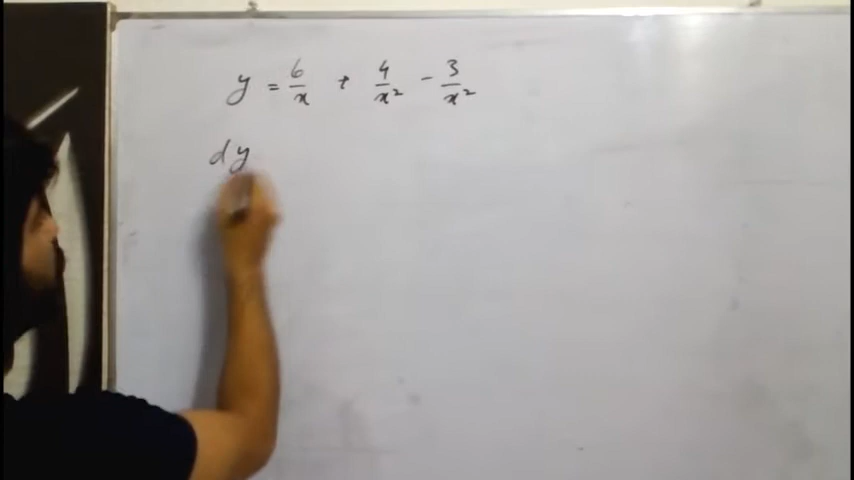 y = 6/x + 4/x² - 3/x²
dy